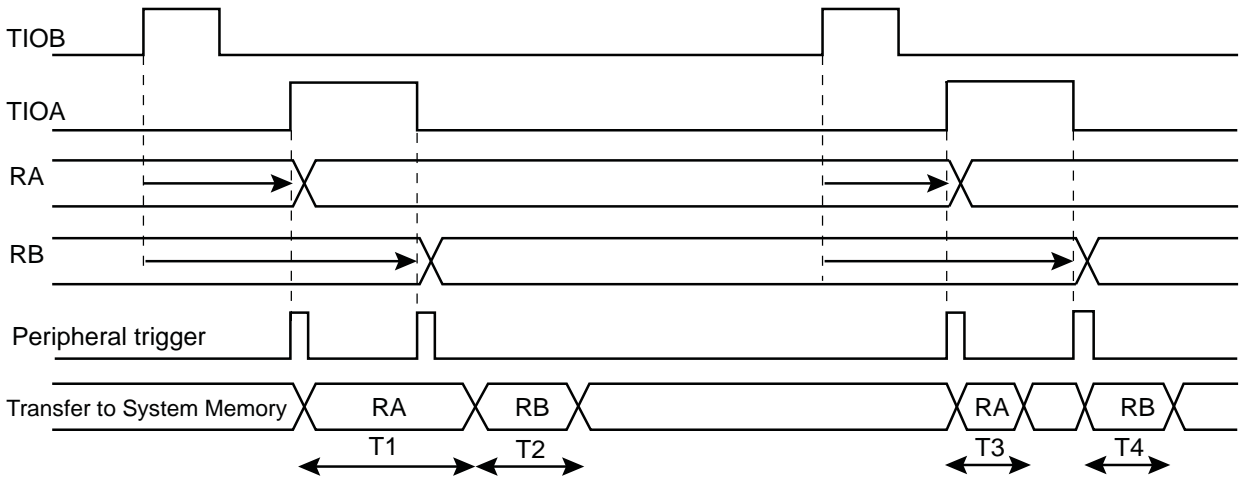 TIOB
TIOA
RA
RB
Peripheral trigger
Transfer to System Memory RA RB RA RB
T1 T2 T3 T4